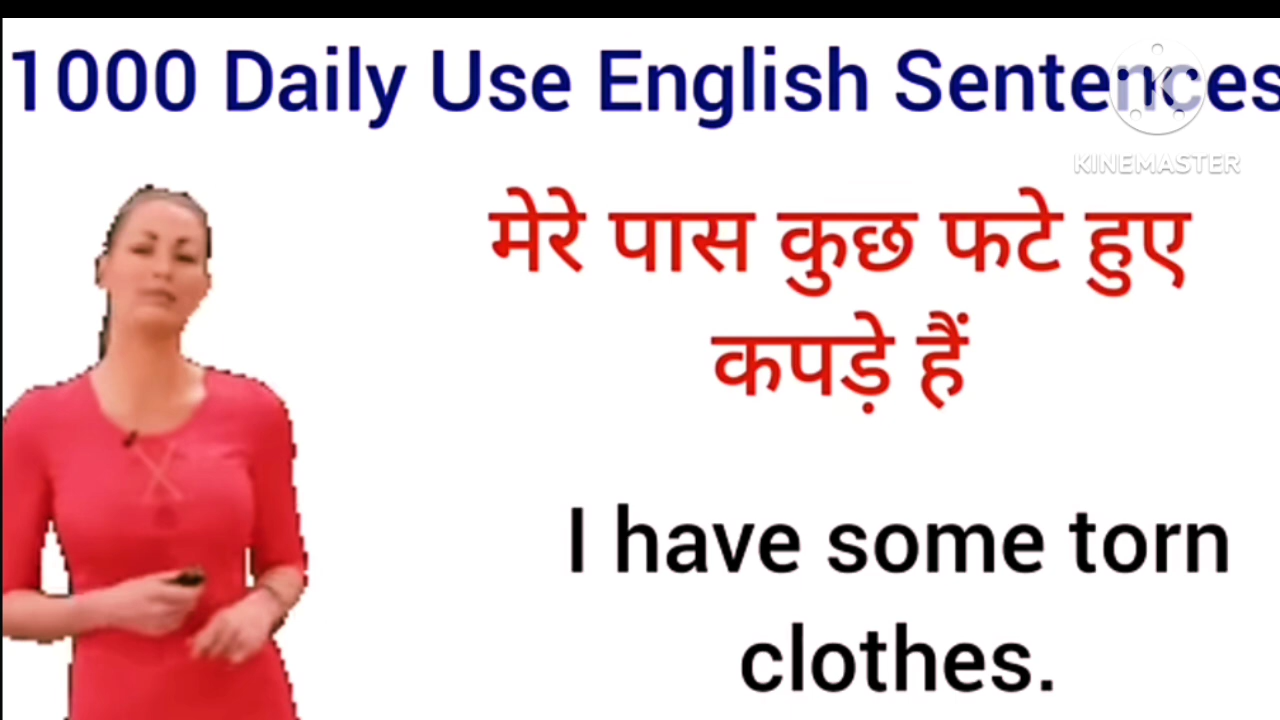 1000 Daily Use English Sentences
KINEMASTER
मेरे पास कुछ फटे हुए
कपड़े हैं
I have some torn
clothes.